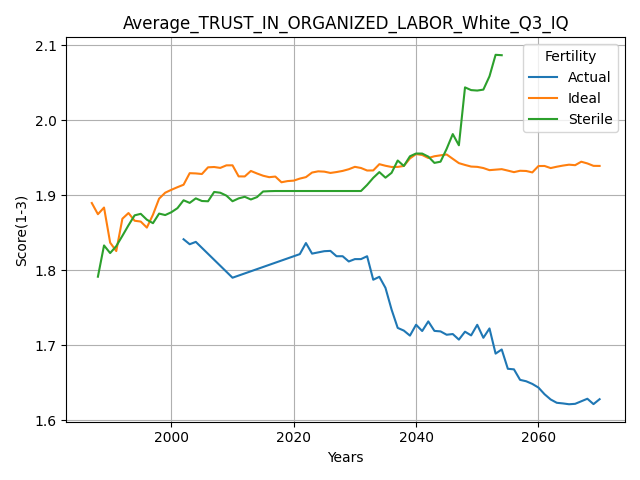 Average_TRUST_IN_ORGANIZED_LABOR_White_Q3_IQ
Fertility
Actual
Ideal
Sterile
Score(1-3)
2.1
2.0
1.9
1.8
1.7
1.6
2000
2020
2040
2060
Years